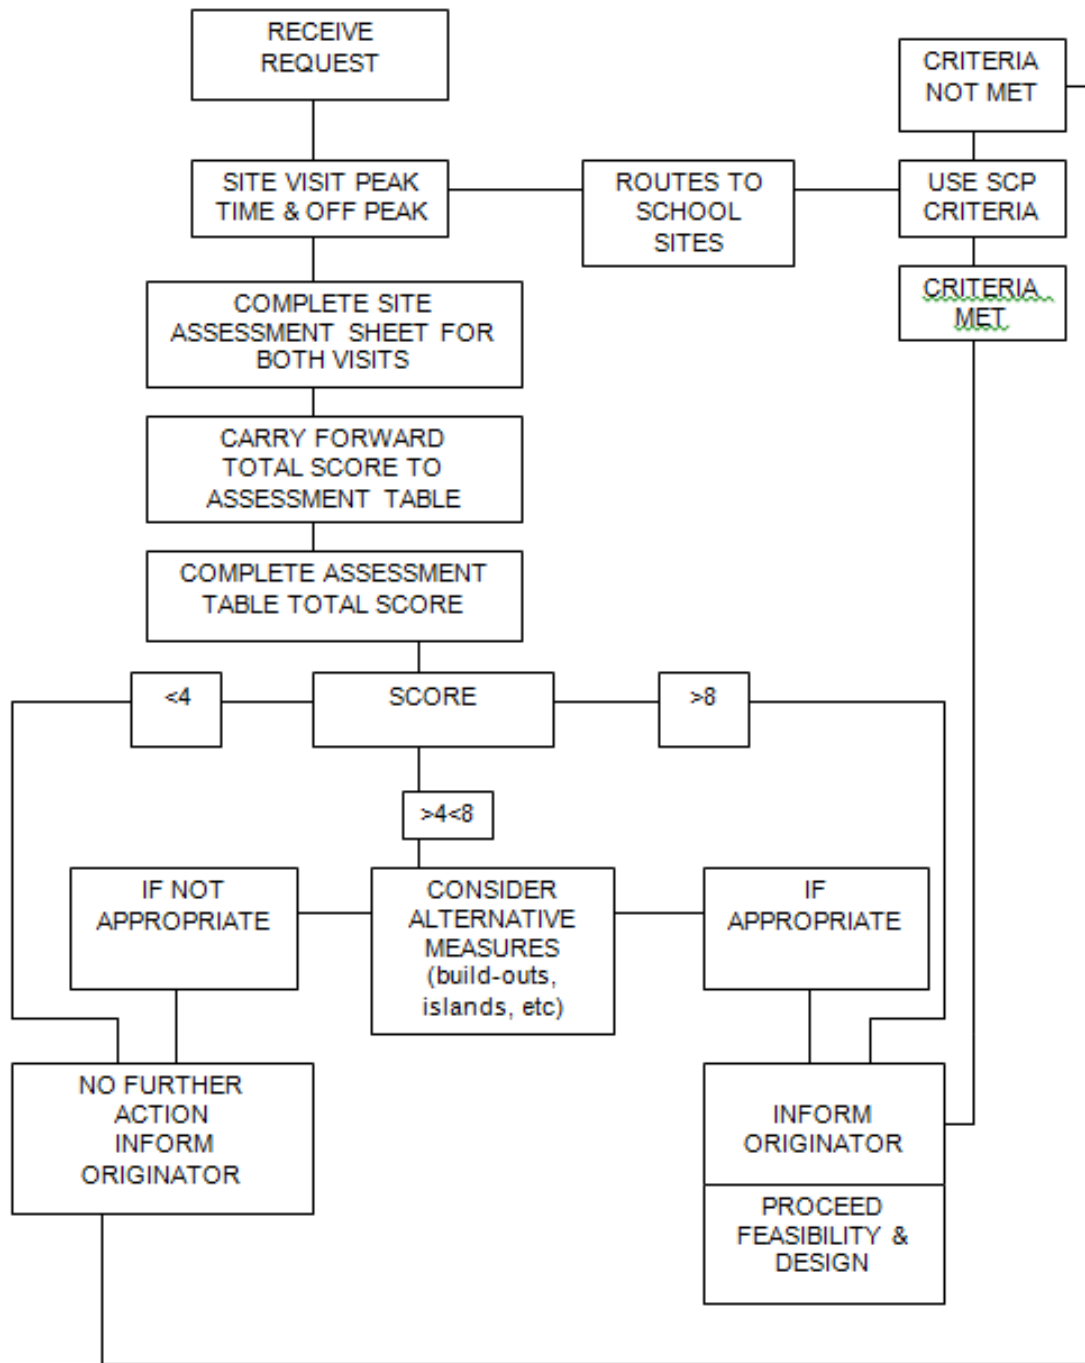 RECEIVE
REQUEST
CRITERIA
NOT MET
SITE VISIT PEAK
TIME & OFF PEAK
ROUTES TO
SCHOOL
SITES
USE SCP
CRITERIA
CRITERIA
MET
COMPLETE SITE
ASSESSMENT SHEET FOR
BOTH VISITS
CARRY FORWARD
TOTAL SCORE TO
ASSESSMENT TABLE
COMPLETE ASSESSMENT
TABLE TOTAL SCORE
<4
SCORE
>8
>4<8
IF NOT
APPROPRIATE
CONSIDER
ALTERNATIVE
MEASURES
(build-outs,
islands, etc)
IF
APPROPRIATE
NO FURTHER
ACTION
INFORM
ORIGINATOR
INFORM
ORIGINATOR
PROCEED
FEASIBILITY &
DESIGN